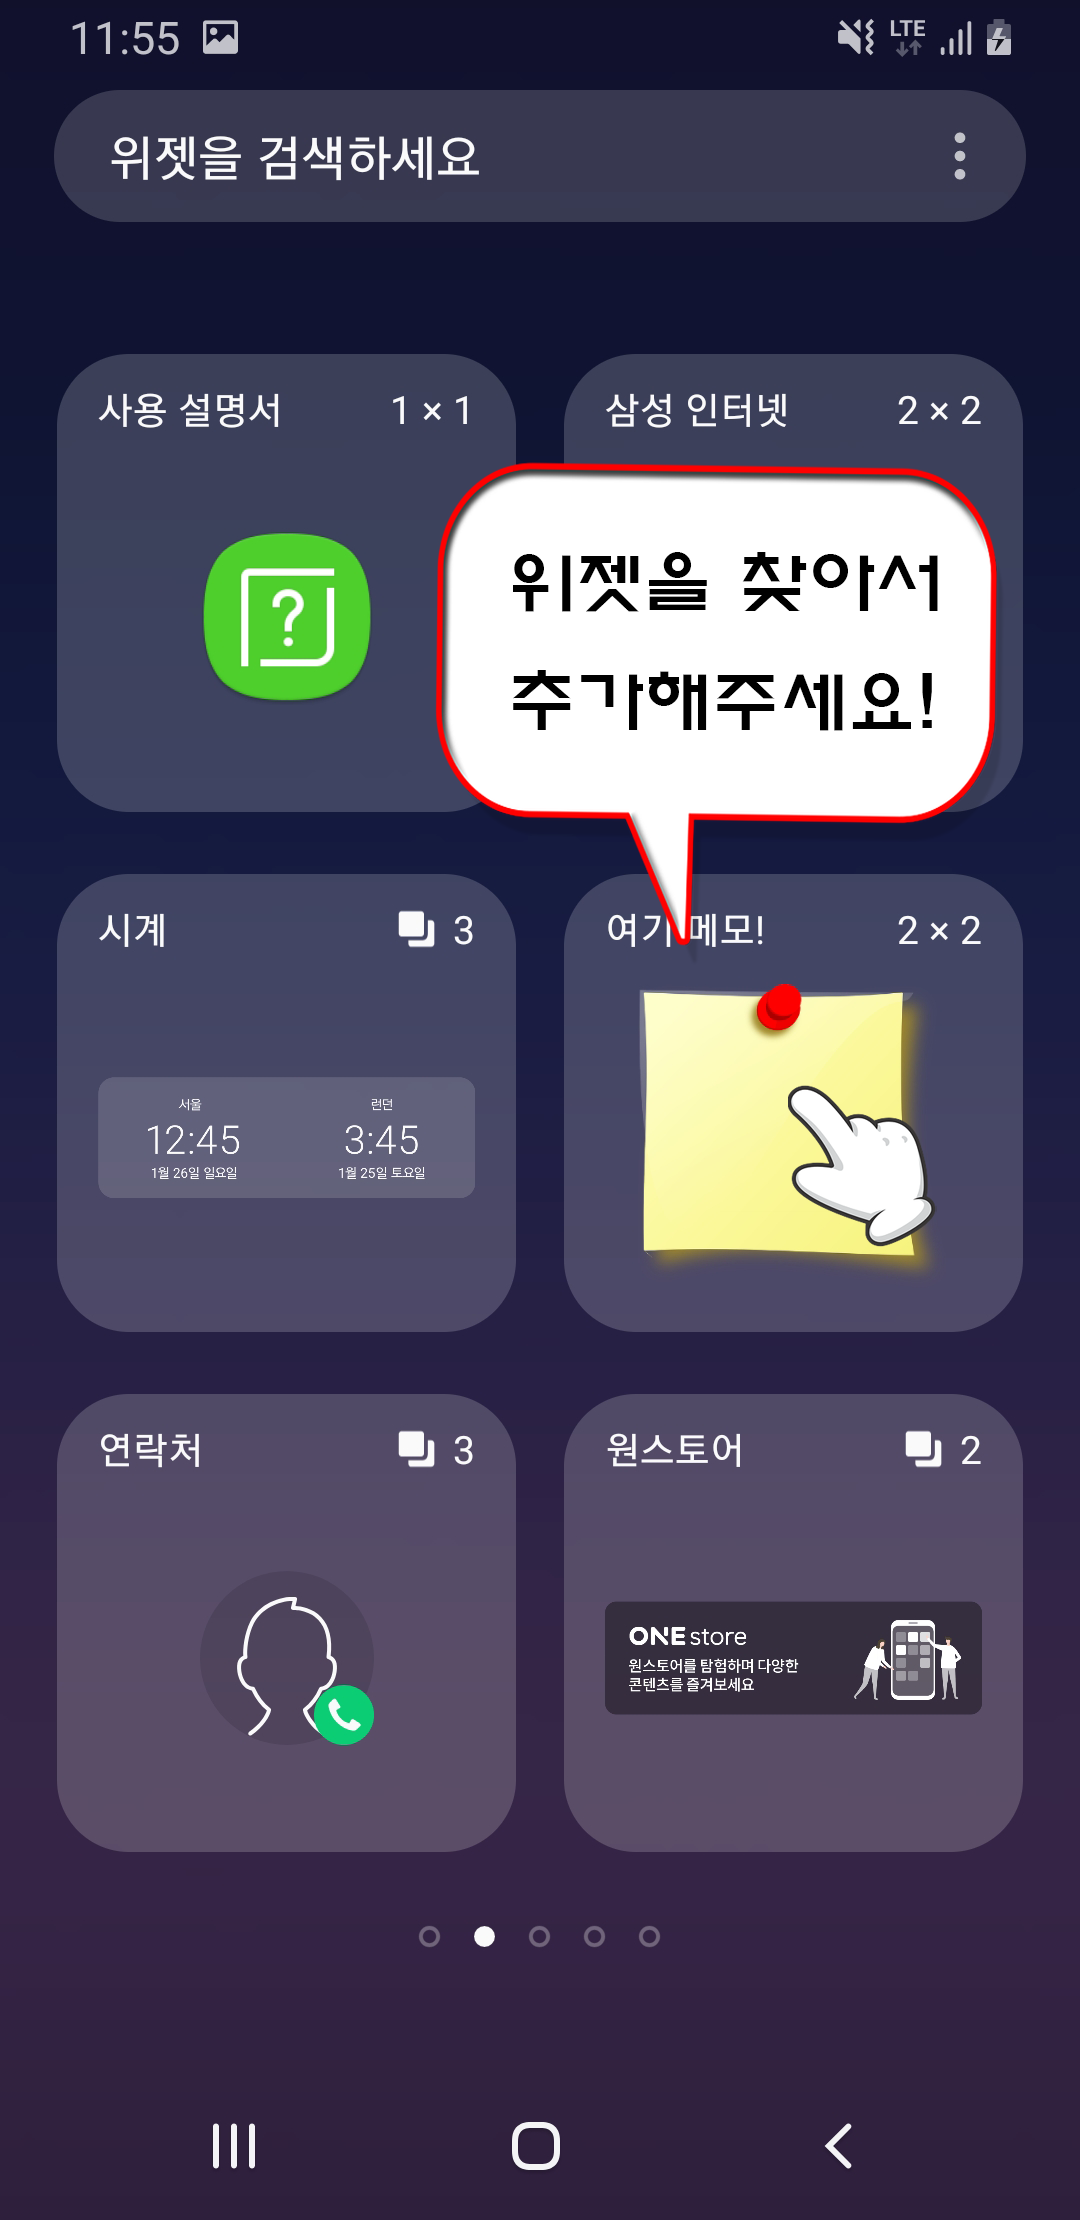 11:55 LTE
위젯을 검색하세요
사용 설명서 1 × 1
삼성 인터넷 2 × 2
위젯을 찾아서
추가해주세요!
시계 3
여기 메모! 2 × 2
서울 런던
12:45 3:45
1월 26일 일요일 1월 25일 토요일
연락처 3
원스토어 2
ONE store
원스토어를 탐험하며 다양한
콘텐츠를 즐겨보세요